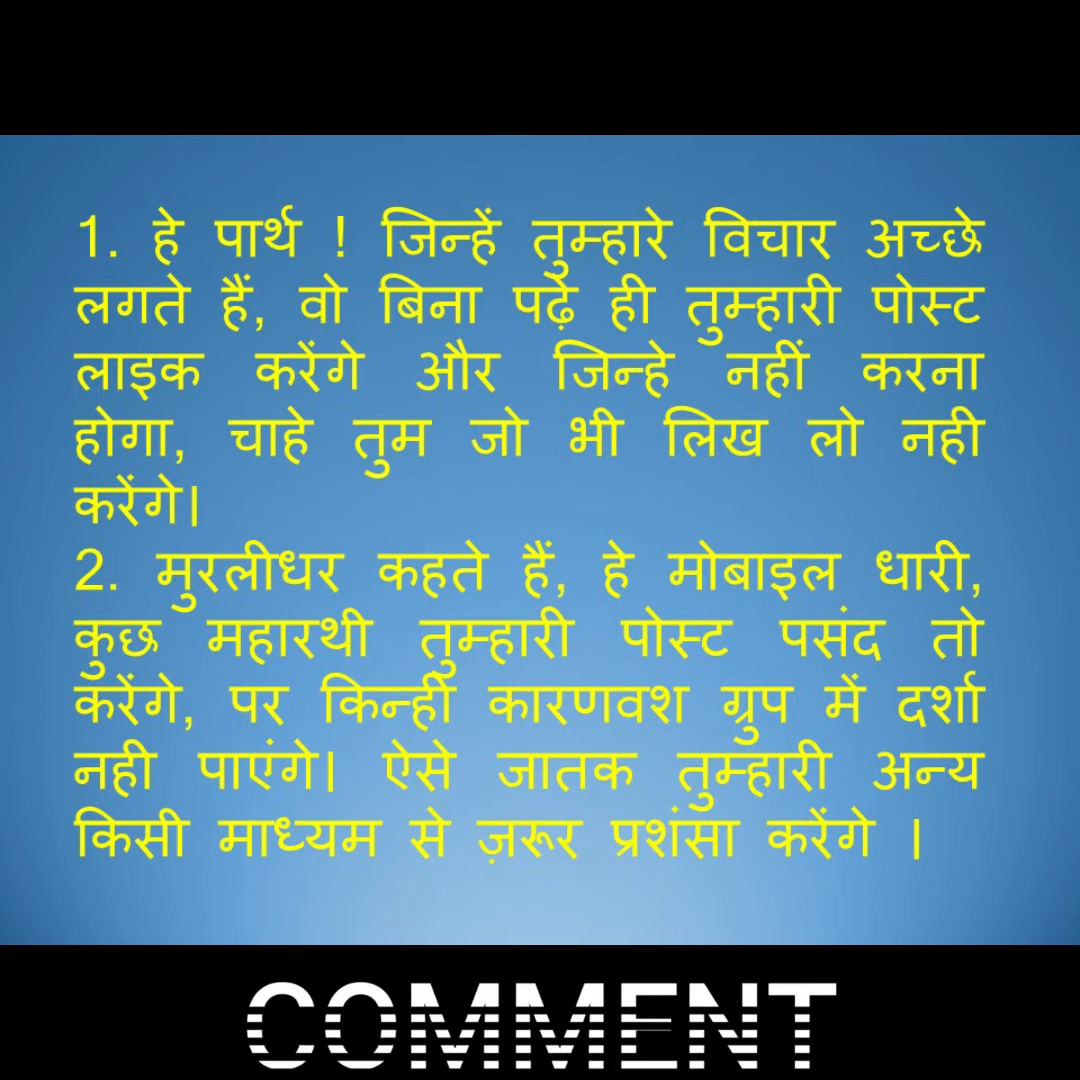 1. हे पार्थ ! जिन्हें तुम्हारे विचार अच्छे
लगते हैं, वो बिना पढ़े ही तुम्हारी पोस्ट
लाइक करेंगे और जिन्हे नहीं करना
होगा, चाहे तुम जो भी लिख लो नही
करेंगे।
2. मुरलीधर कहते हैं, हे मोबाइल धारी,
कुछ महारथी तुम्हारी पोस्ट पसंद तो
करेंगे, पर किन्ही कारणवश ग्रुप में दर्शा
नही पाएंगे। ऐसे जातक तुम्हारी अन्य
किसी माध्यम से ज़रूर प्रशंसा करेंगे ।
COMMENT